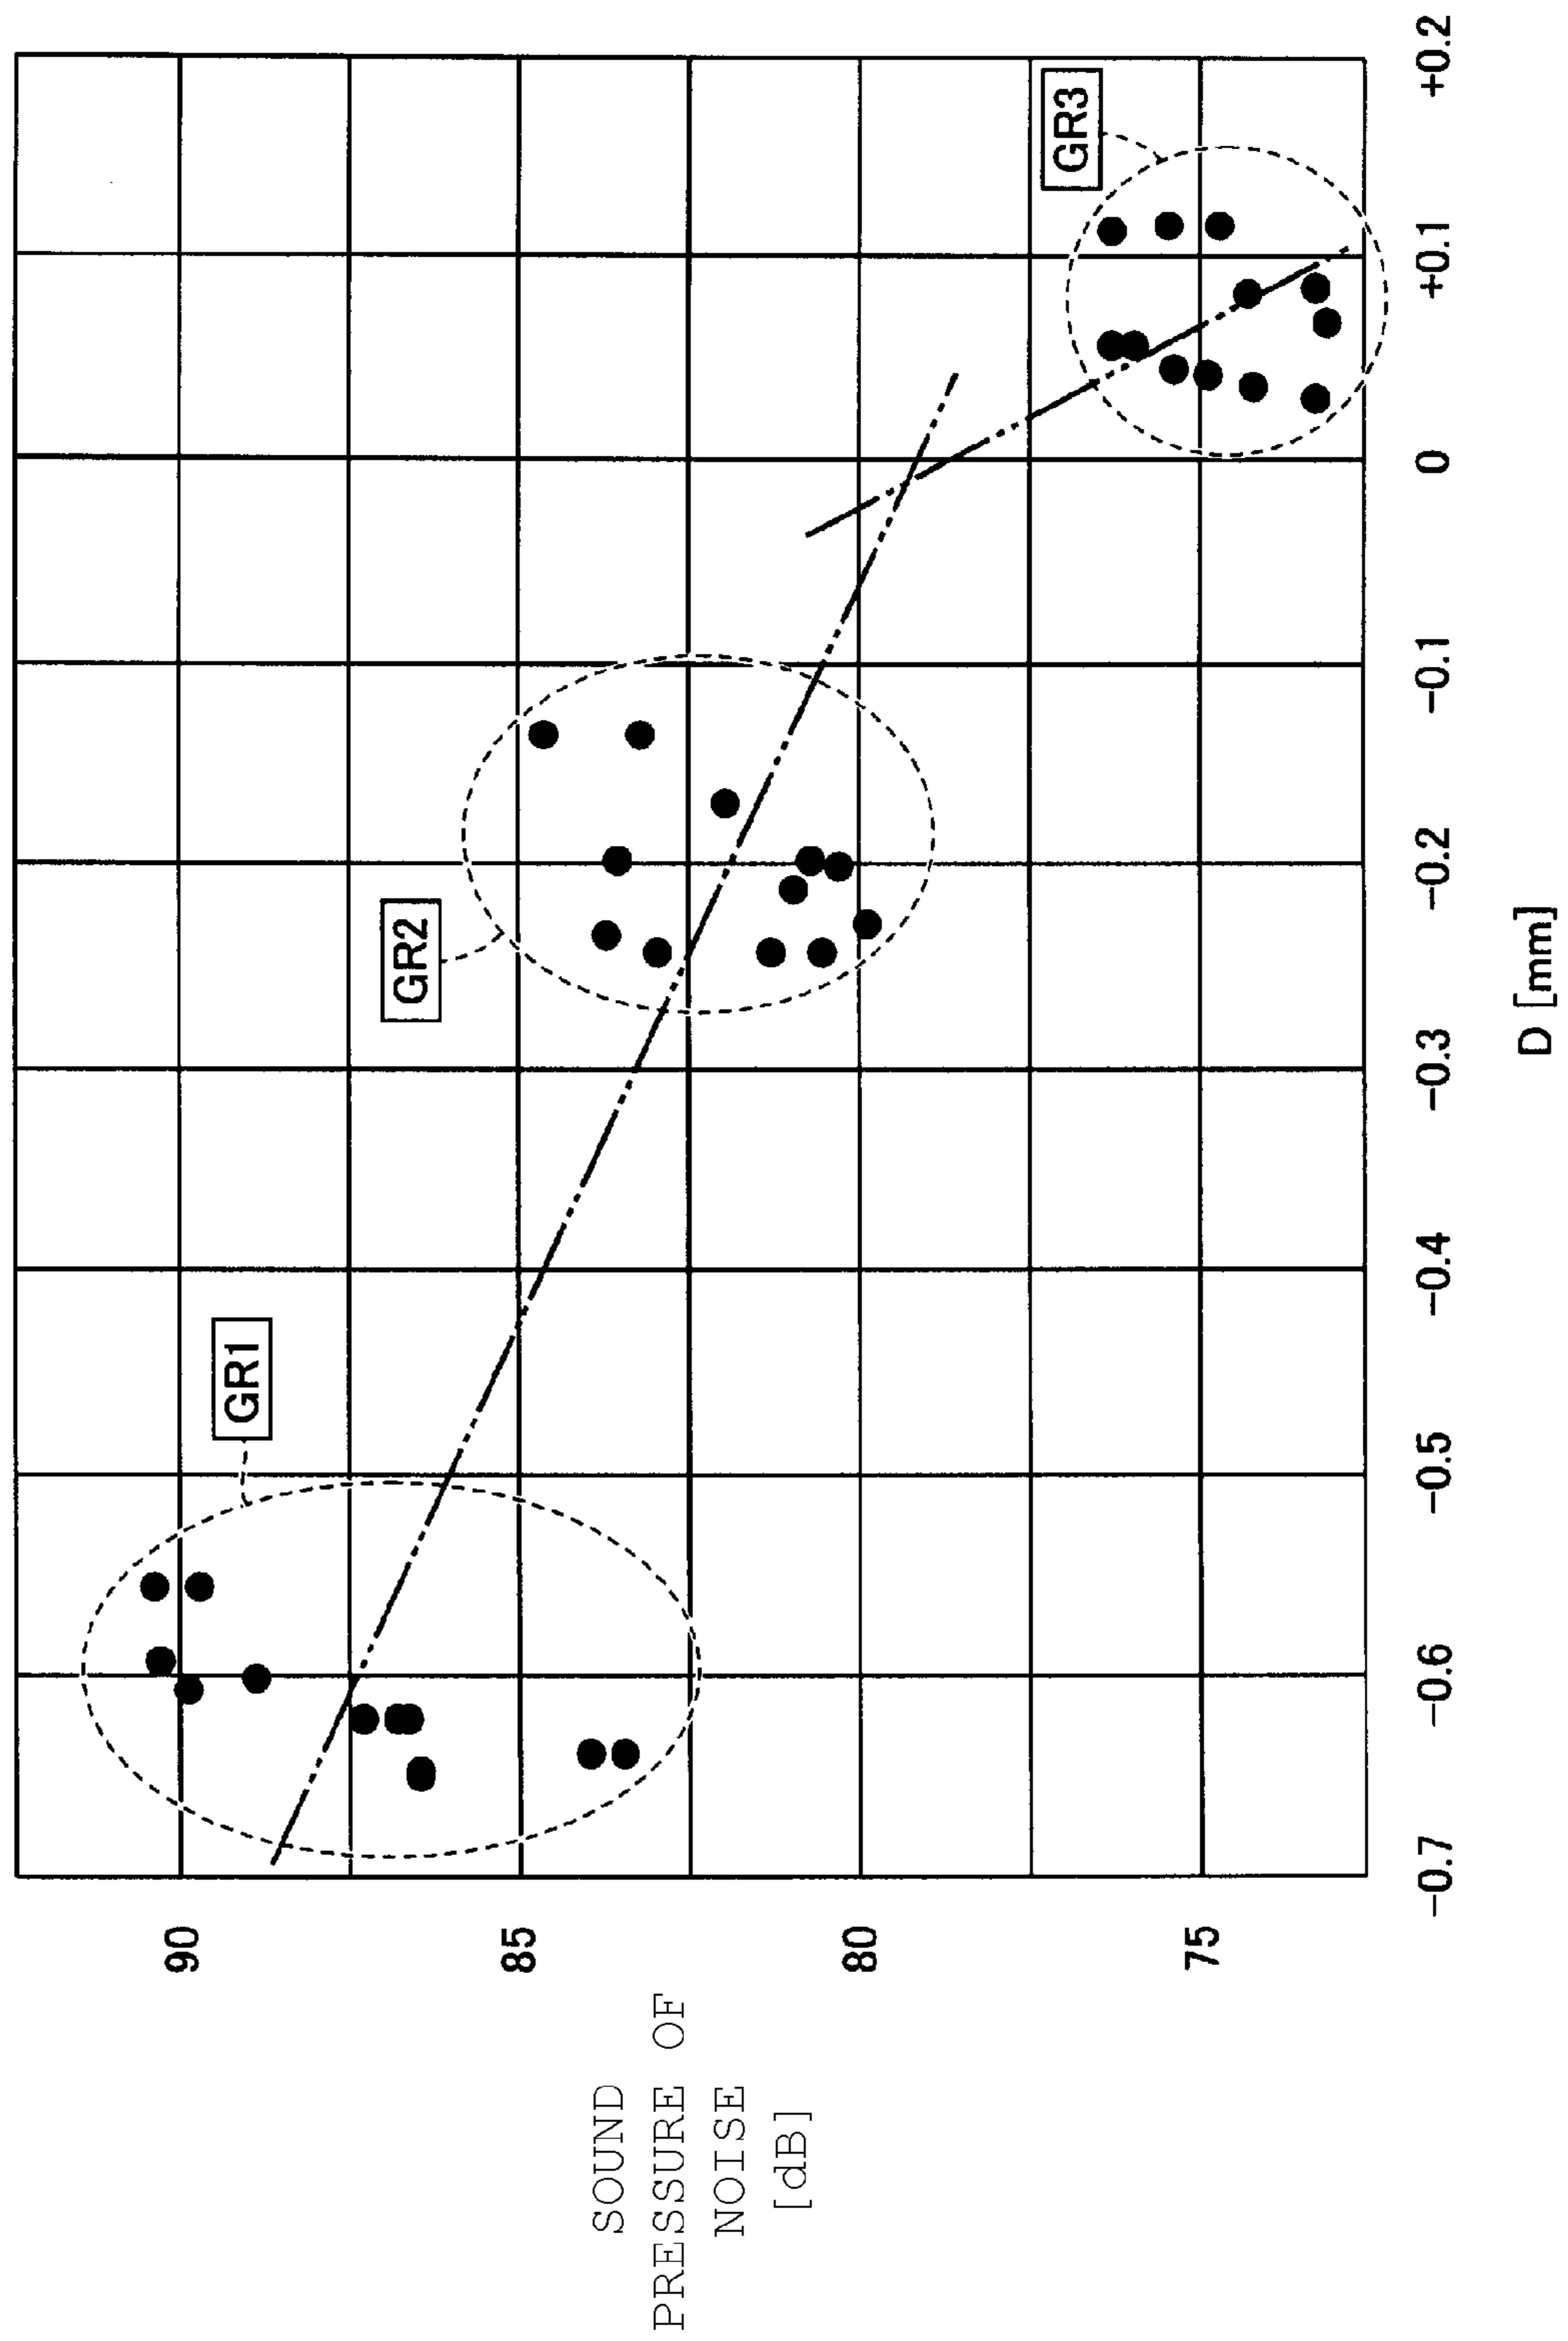 SOUND
PRESSURE OF
NOISE
[dB]
90
85
80
75
GR1
GR2
GR3
−0.7
−0.6
−0.5
−0.4
−0.3
−0.2
−0.1
0
+0.1
+0.2
D [mm]